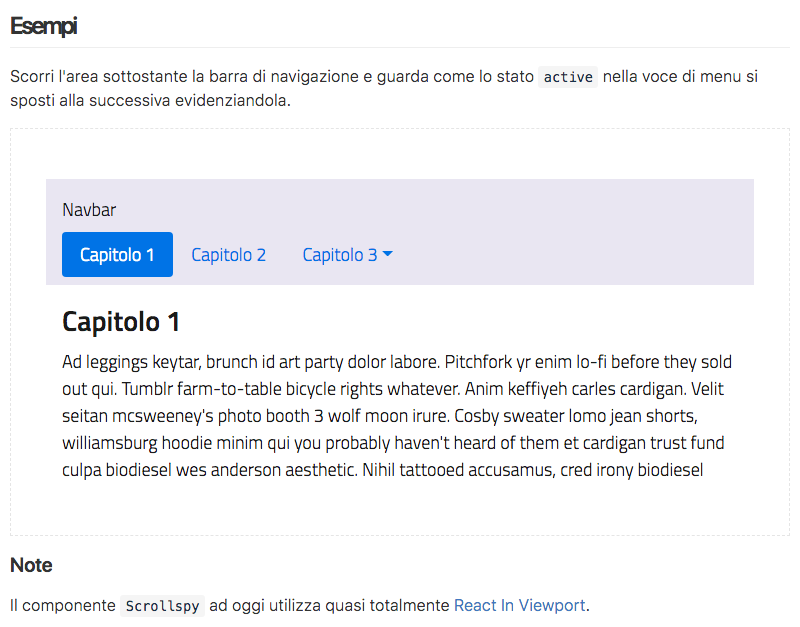 Esempi
Scorri l'area sottostante la barra di navigazione e guarda come lo stato active nella voce di menu si
sposti alla successiva evidenziandola.
Navbar
Capitolo 1 Capitolo 2 Capitolo 3
Capitolo 1
Ad leggings keytar, brunch id art party dolor labore. Pitchfork yr enim lo-fi before they sold
out qui. Tumblr farm-to-table bicycle rights whatever. Anim keffiyeh carles cardigan. Velit
seitan mcsweeney's photo booth 3 wolf moon irure. Cosby sweater lomo jean shorts,
williamsburg hoodie minim qui you probably haven't heard of them et cardigan trust fund
culpa biodiesel wes anderson aesthetic. Nihil tattooed accusamus, cred irony biodiesel
Note
Il componente Scrollspy ad oggi utilizza quasi totalmente React In Viewport.